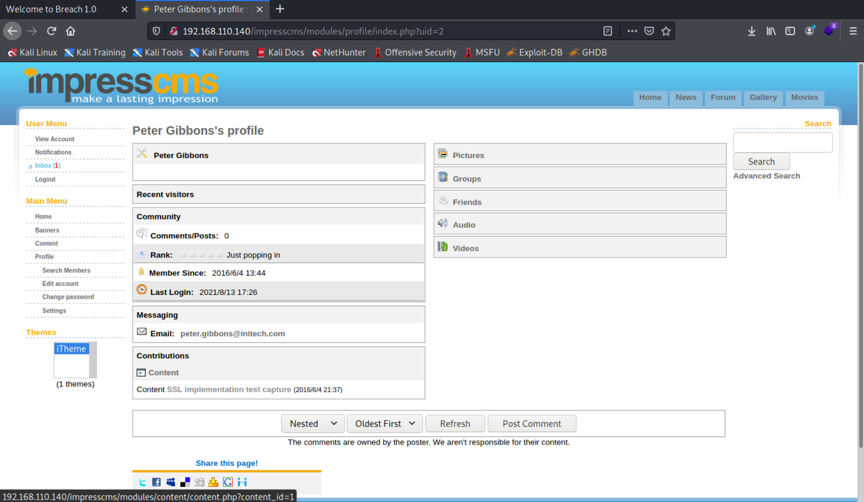 Welcome to Breach 1.0
Peter Gibbons's profile :
192.168.110.140/impresscms/modules/profile/index.php?uid=2
Kali Linux Kali Training Kali Tools Kali Forums Kali Docs NetHunter Offensive Security MSFU Exploit-DB GHDB
impresscms
make a lasting impression
Home News Forum Gallery Movies
User Menu
View Account
Notifications
Inbox (1)
Logout
Main Menu
Home
Banners
Content
Profile
Search Members
Edit account
Change password
Settings
Themes
iTheme
(1 themes)
Peter Gibbons's profile
Peter Gibbons
Recent visitors
Community
Comments/Posts: 0
Rank: Just popping in
Member Since: 2016/6/4 13:44
Last Login: 2021/8/13 17:26
Messaging
Email: peter.gibbons@initech.com
Contributions
Content
Content SSL implementation test capture (2016/6/4 21:37)
Pictures
Groups
Friends
Audio
Videos
Search
Search
Advanced Search
Nested Oldest First Refresh Post Comment
The comments are owned by the poster. We aren't responsible for their content.
Share this page!
192.168.110.140/impresscms/modules/content/content.php?content_id=1